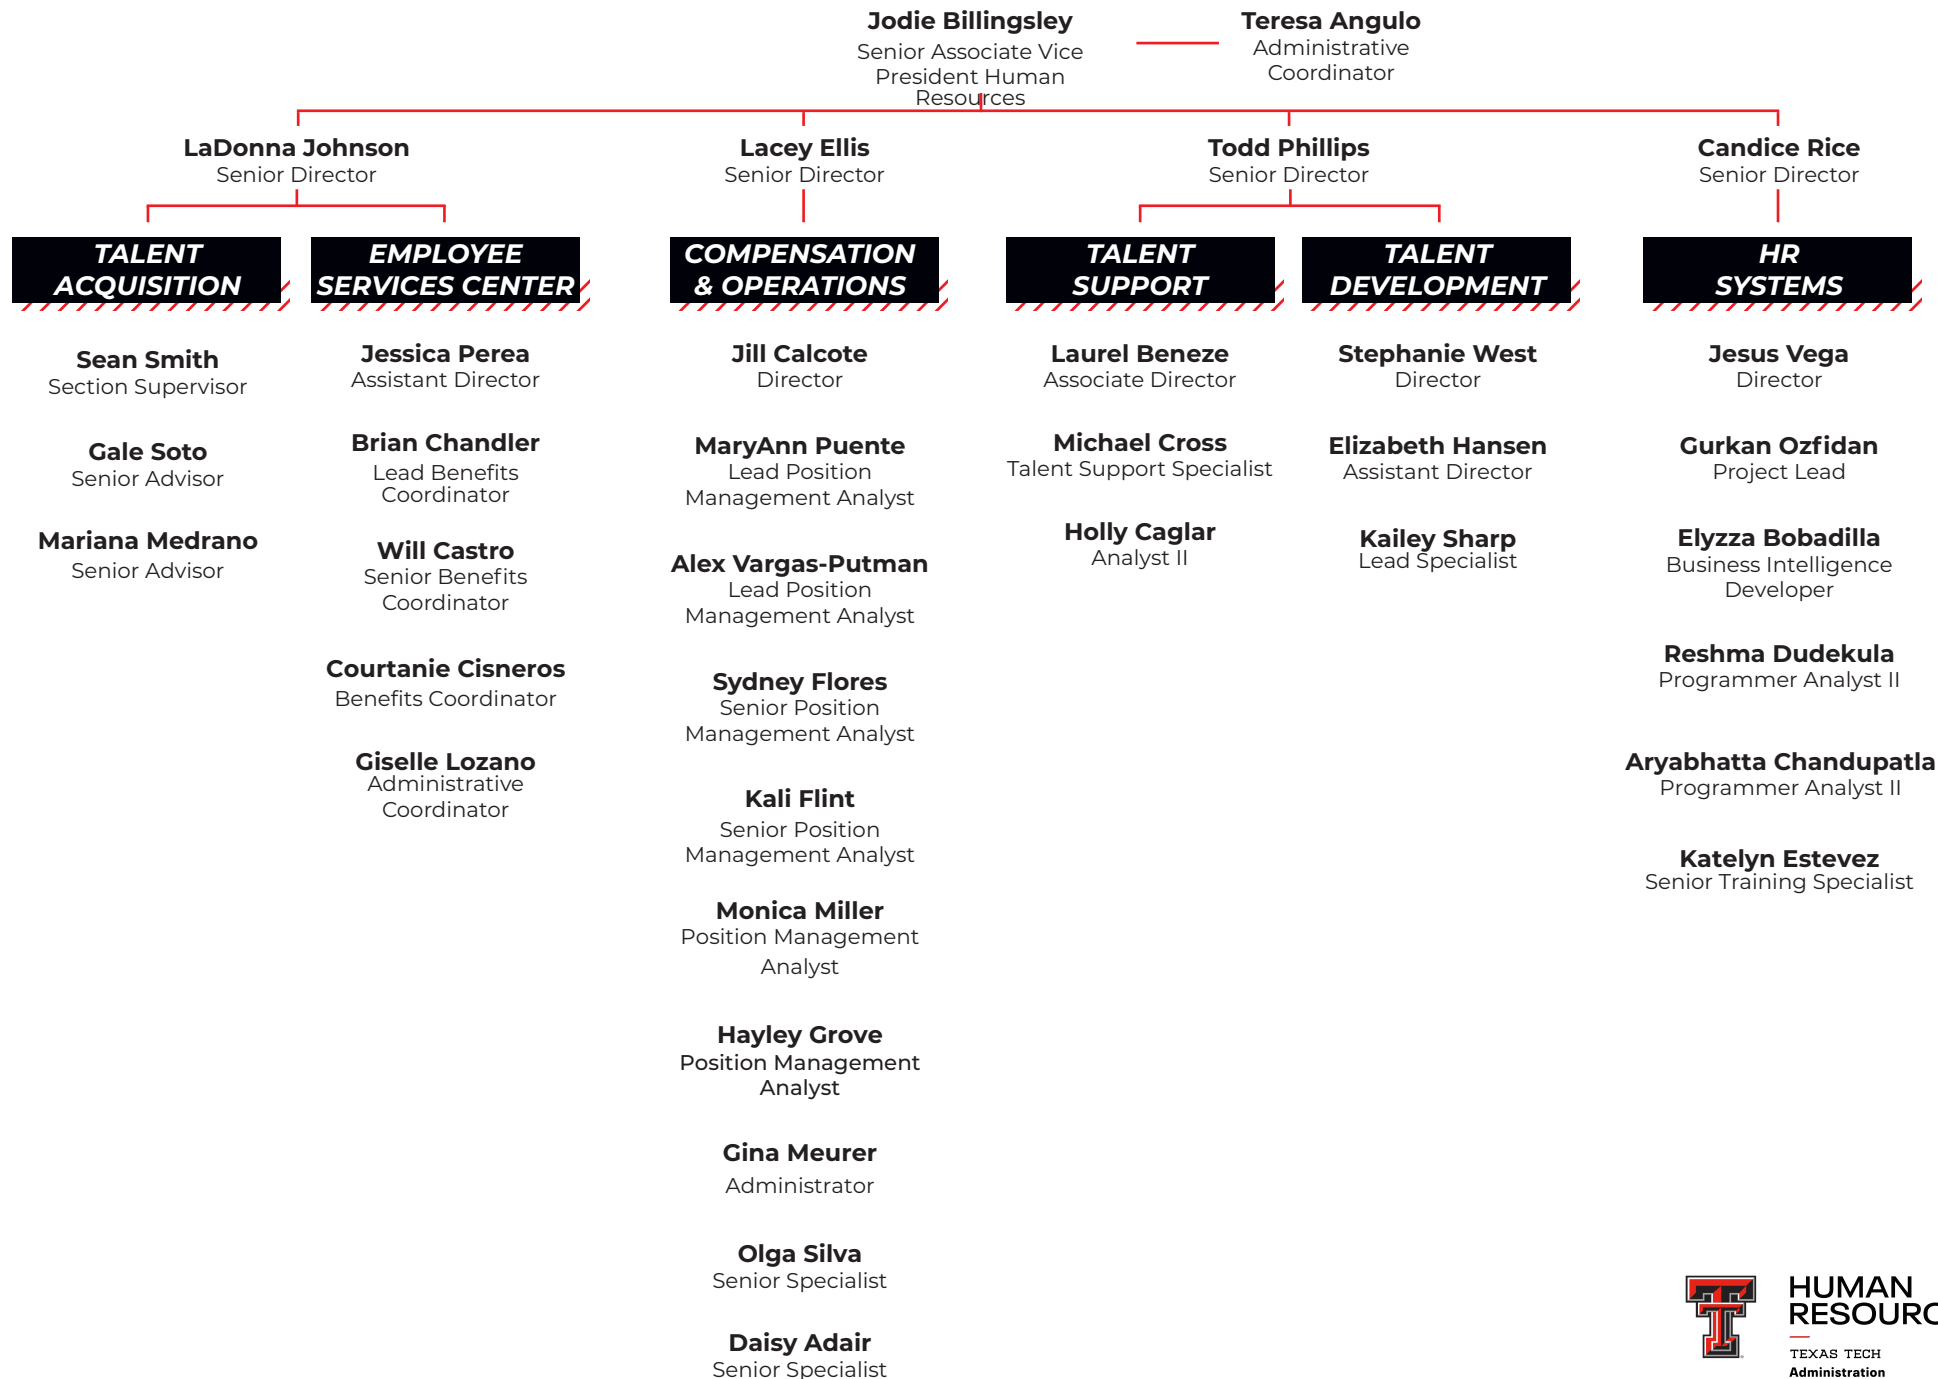 Jodie Billingsley
Senior Associate Vice
President Human
Resources
Teresa Angulo
Administrative
Coordinator
LaDonna Johnson
Senior Director
Lacey Ellis
Senior Director
Todd Phillips
Senior Director
Candice Rice
Senior Director
TALENT
ACQUISITION
Sean Smith
Section Supervisor
Gale Soto
Senior Advisor
Mariana Medrano
Senior Advisor
EMPLOYEE
SERVICES CENTER
Jessica Perea
Assistant Director
Brian Chandler
Lead Benefits
Coordinator
Will Castro
Senior Benefits
Coordinator
Courtanie Cisneros
Benefits Coordinator
Giselle Lozano
Administrative
Coordinator
COMPENSATION
& OPERATIONS
Jill Calcote
Director
MaryAnn Puente
Lead Position
Management Analyst
Alex Vargas-Putman
Lead Position
Management Analyst
Sydney Flores
Senior Position
Management Analyst
Kali Flint
Senior Position
Management Analyst
Monica Miller
Position Management
Analyst
Hayley Grove
Position Management
Analyst
Gina Meurer
Administrator
Olga Silva
Senior Specialist
Daisy Adair
Senior Specialist
TALENT
SUPPORT
Laurel Beneze
Associate Director
Michael Cross
Talent Support Specialist
Holly Caglar
Analyst II
TALENT
DEVELOPMENT
Stephanie West
Director
Elizabeth Hansen
Assistant Director
Kailey Sharp
Lead Specialist
HR
SYSTEMS
Jesus Vega
Director
Gurkan Ozfidan
Project Lead
Elyzza Bobadilla
Business Intelligence
Developer
Reshma Dudekula
Programmer Analyst II
Aryabhatta Chandupatla
Programmer Analyst II
Katelyn Estevez
Senior Training Specialist
HUMAN
RESOURC
TEXAS TECH
Administration